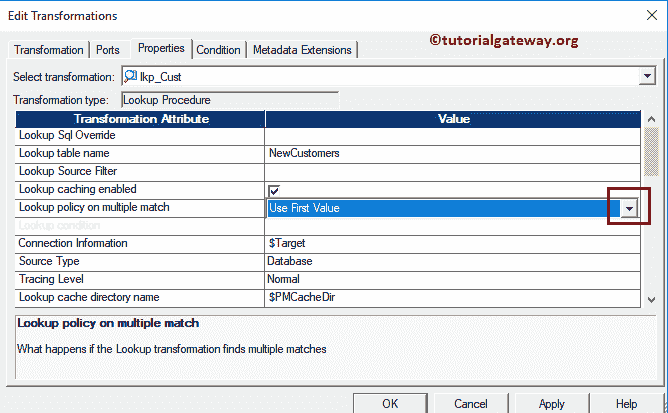 Edit Transformations
©tutorialgateway.org
Transformation Ports Properties Condition Metadata Extensions
Select transformation: lkp_Cust
Transformation type: Lookup Procedure
Transformation Attribute Value
Lookup Sql Override
Lookup table name NewCustomers
Lookup Source Filter
Lookup caching enabled
Lookup policy on multiple match Use First Value
Lookup condition
Connection Information $Target
Source Type Database
Tracing Level Normal
Lookup cache directory name $PMCacheDir
Lookup policy on multiple match
What happens if the Lookup transformation finds multiple matches
OK Cancel Apply Help